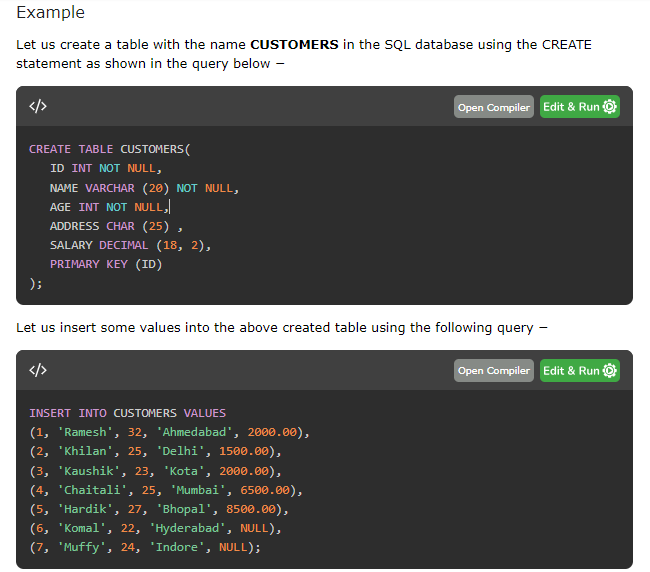 Example
Let us create a table with the name CUSTOMERS in the SQL database using the CREATE
statement as shown in the query below −
</> Open Compiler Edit & Run
CREATE TABLE CUSTOMERS(
   ID INT NOT NULL,
   NAME VARCHAR (20) NOT NULL,
   AGE INT NOT NULL,
   ADDRESS CHAR (25) ,
   SALARY DECIMAL (18, 2),
   PRIMARY KEY (ID)
);
Let us insert some values into the above created table using the following query −
</> Open Compiler Edit & Run
INSERT INTO CUSTOMERS VALUES
(1, 'Ramesh', 32, 'Ahmedabad', 2000.00),
(2, 'Khilan', 25, 'Delhi', 1500.00),
(3, 'Kaushik', 23, 'Kota', 2000.00),
(4, 'Chaitali', 25, 'Mumbai', 6500.00),
(5, 'Hardik', 27, 'Bhopal', 8500.00),
(6, 'Komal', 22, 'Hyderabad', NULL),
(7, 'Muffy', 24, 'Indore', NULL);